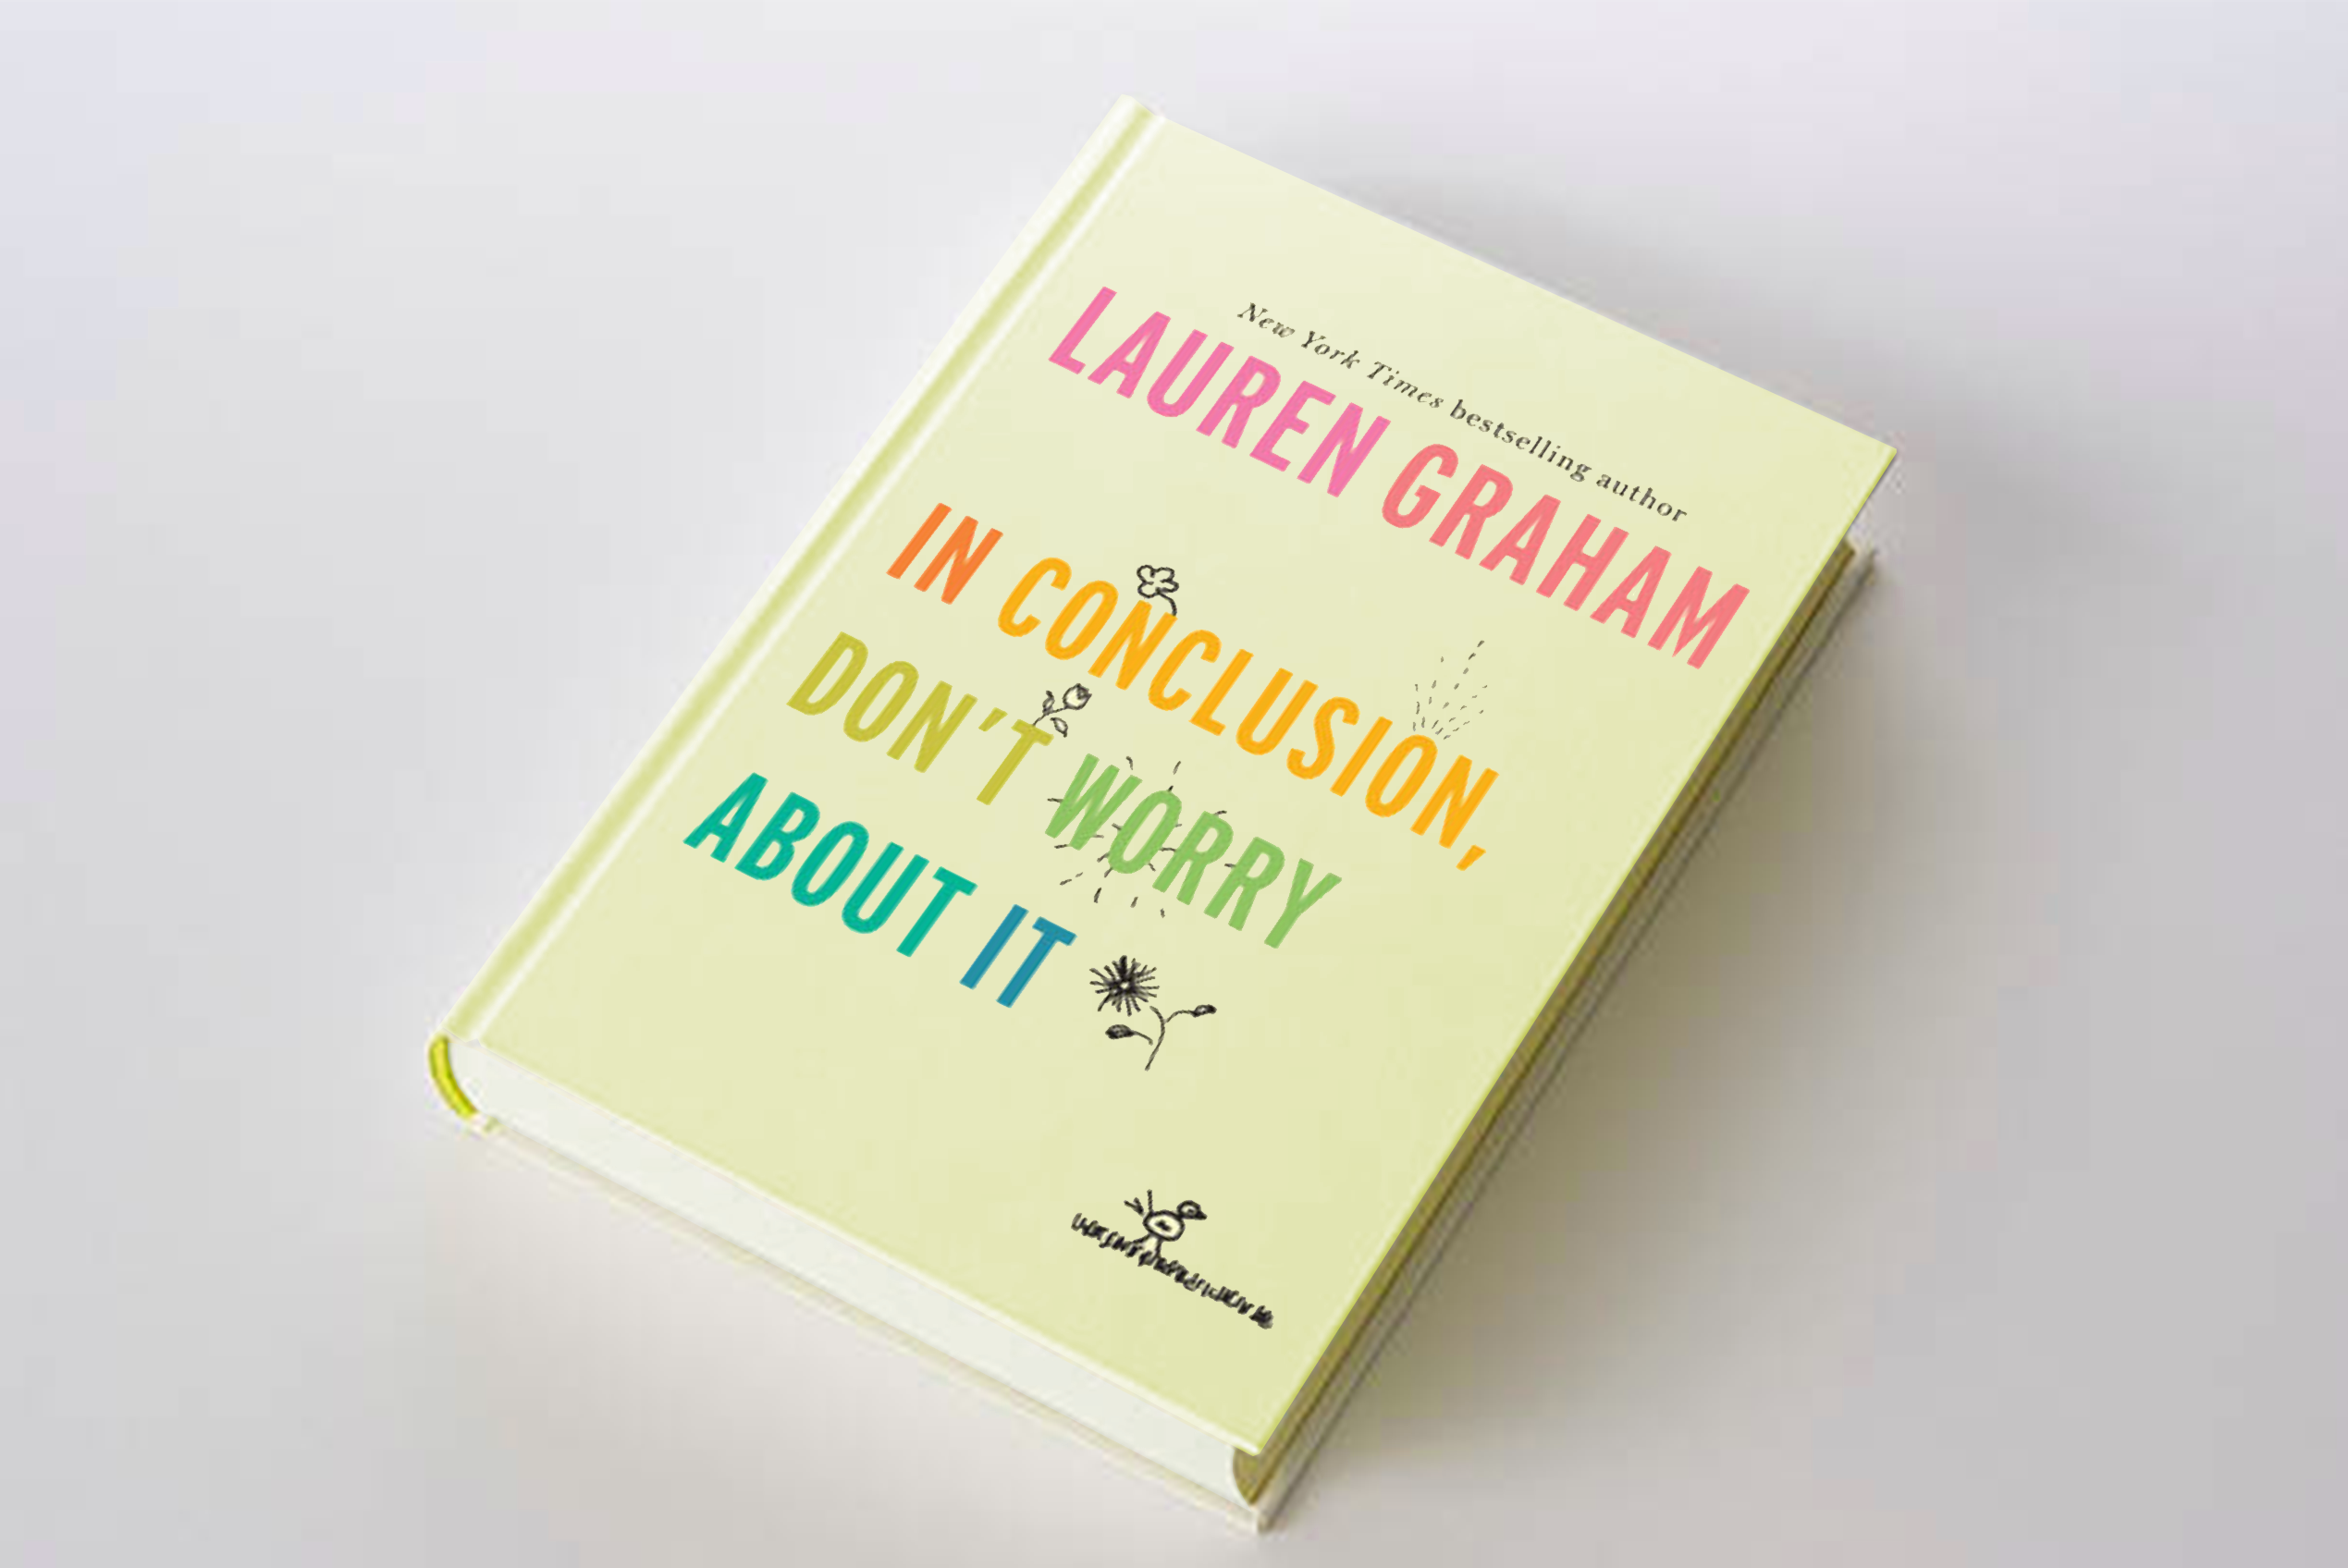 New York Times bestselling author
LAUREN GRAHAM
IN CONCLUSION,
DON'T WORRY
ABOUT IT